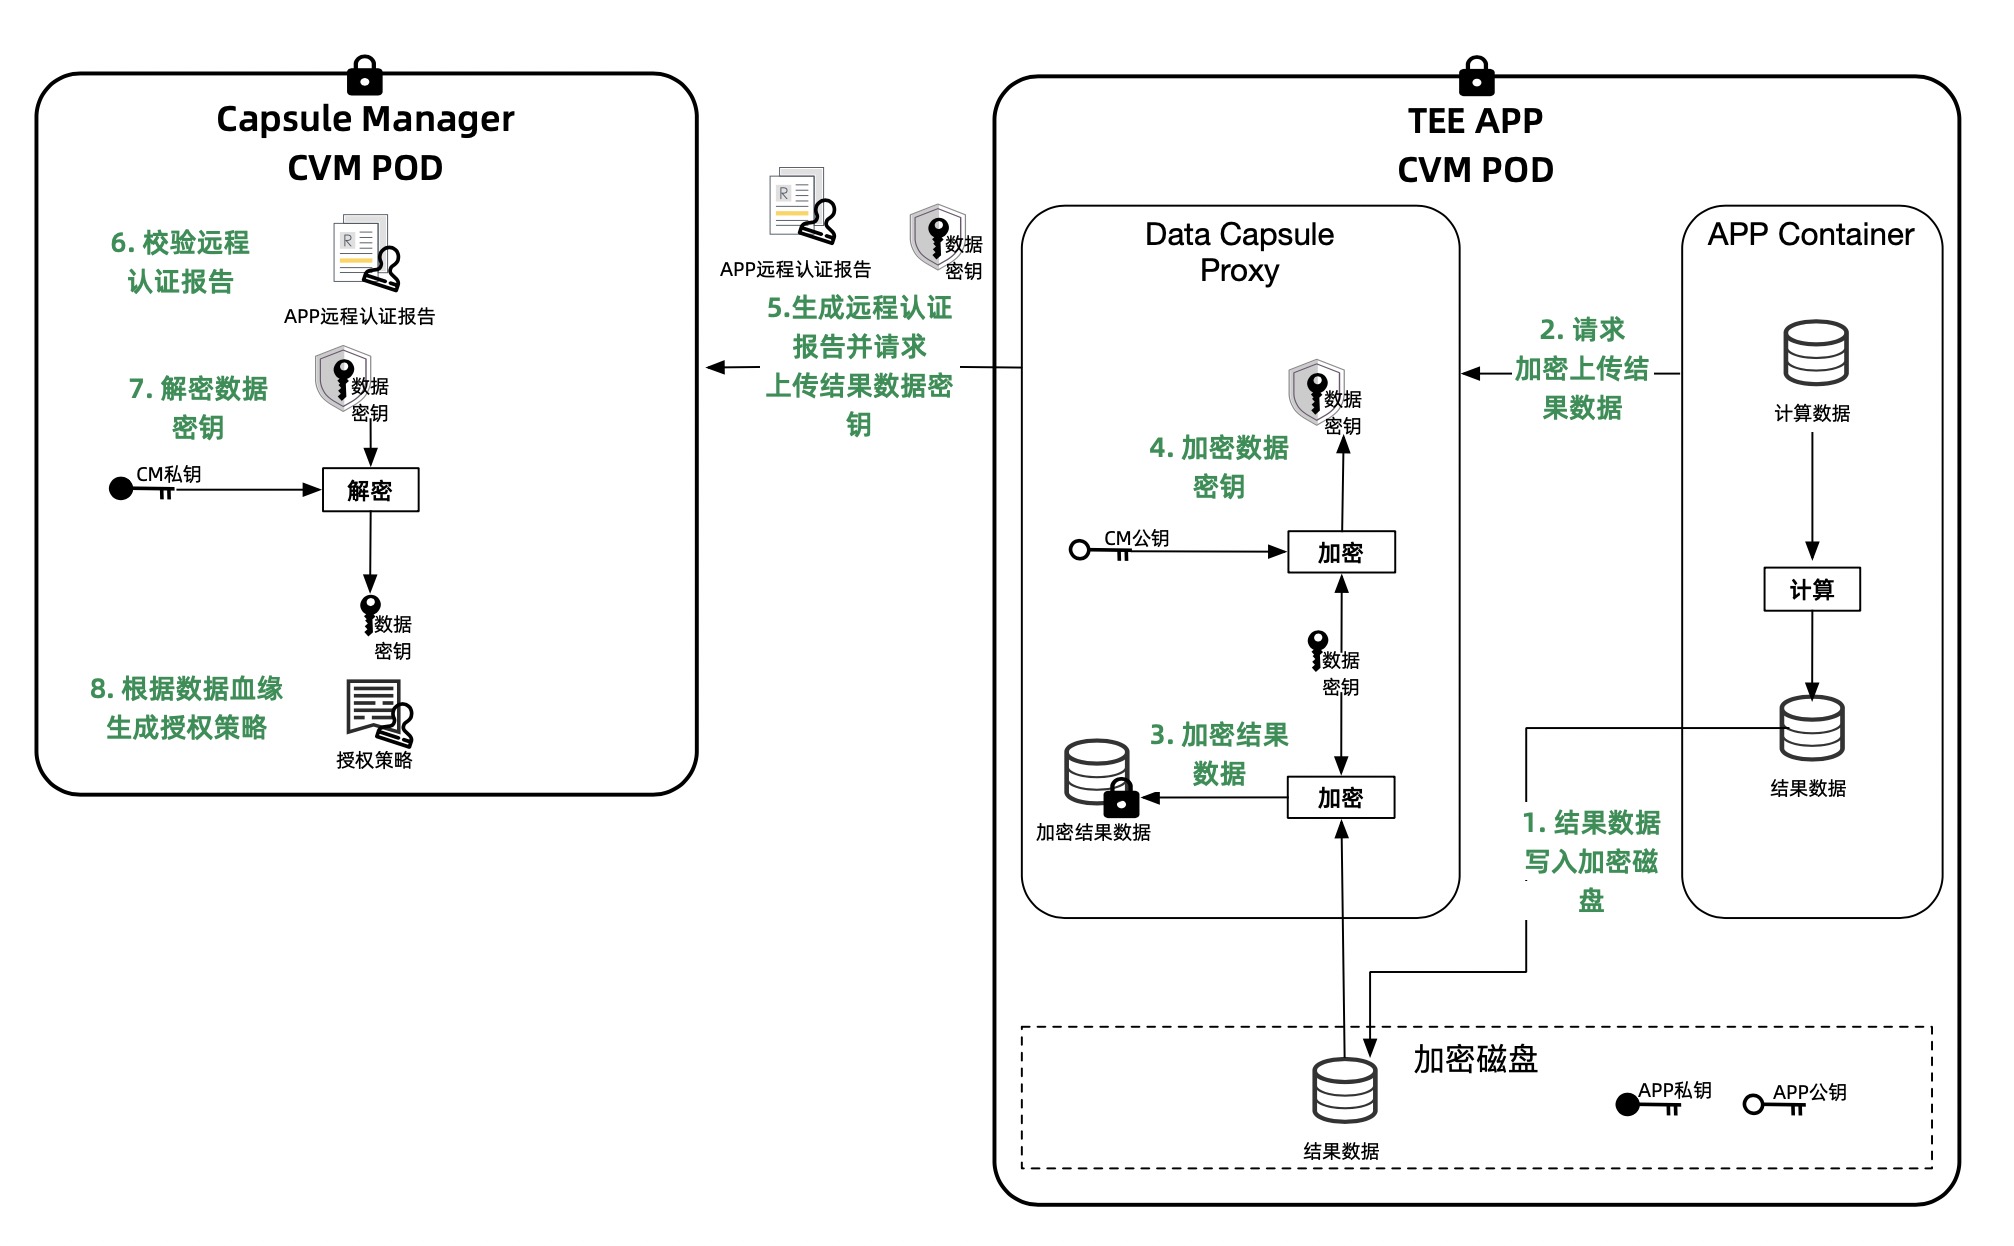 Capsule Manager
CVM POD
6. 校验远程
认证报告
APP远程认证报告
7. 解密数据
密钥
数据
密钥
CM私钥
解密
数据
密钥
8. 根据数据血缘
生成授权策略
授权策略
APP远程认证报告
数据
密钥
5.生成远程认证
报告并请求
上传结果数据密
钥
TEE APP
CVM POD
Data Capsule
Proxy
数据
密钥
4. 加密数据
密钥
CM公钥
加密
数据
密钥
3. 加密结果
数据
加密
加密结果数据
2. 请求
加密上传结
果数据
APP Container
计算数据
计算
结果数据
1. 结果数据
写入加密磁
盘
加密磁盘
结果数据
APP私钥
APP公钥